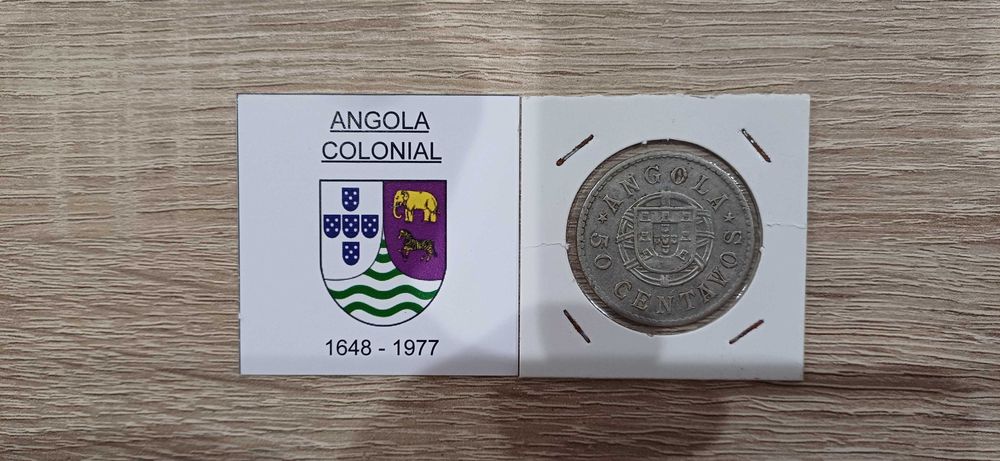 ANGOLA
COLONIAL
1648 - 1977
* ANGOLA *
50 CENTAVOS